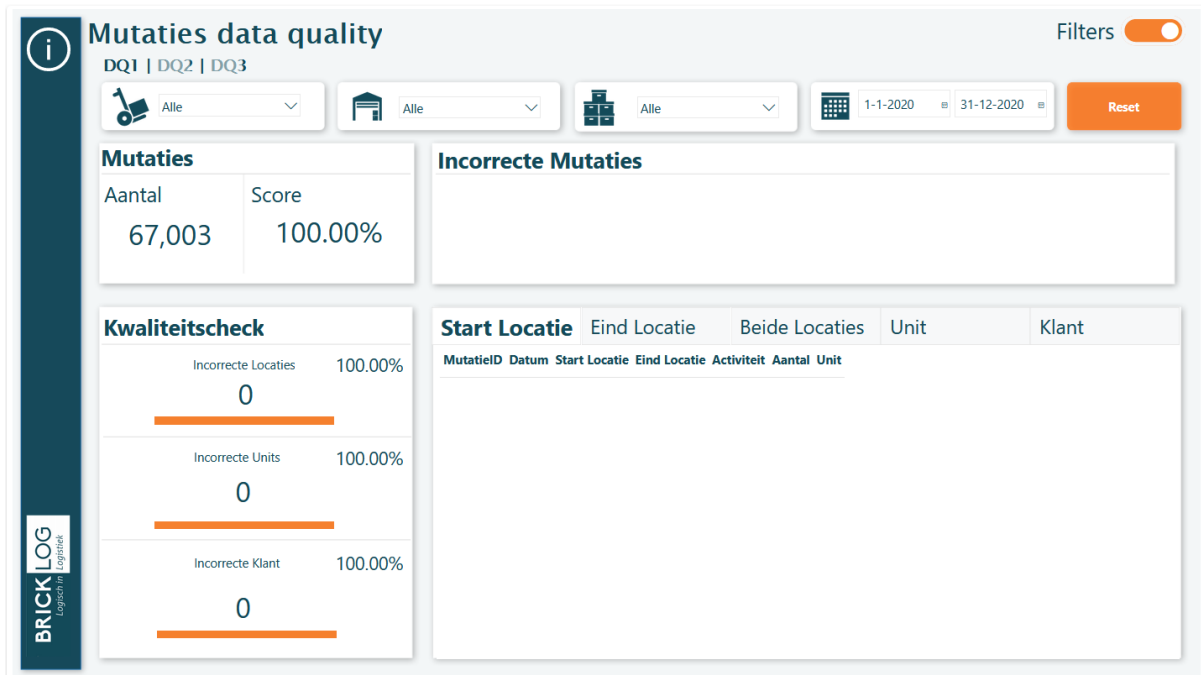 Mutaties data quality
Filters
DQ1 | DQ2 | DQ3
Alle
Alle
Alle
1-1-2020
31-12-2020
Reset
Mutaties
Aantal
Score
67,003
100.00%
Incorrecte Mutaties
Kwaliteitscheck
Incorrecte Locaties
100.00%
0
Incorrecte Units
100.00%
0
Incorrecte Klant
100.00%
0
Start Locatie
Eind Locatie
Beide Locaties
Unit
Klant
MutatieID Datum Start Locatie Eind Locatie Activiteit Aantal Unit
BRICKLOG
Logisch in Logistiek